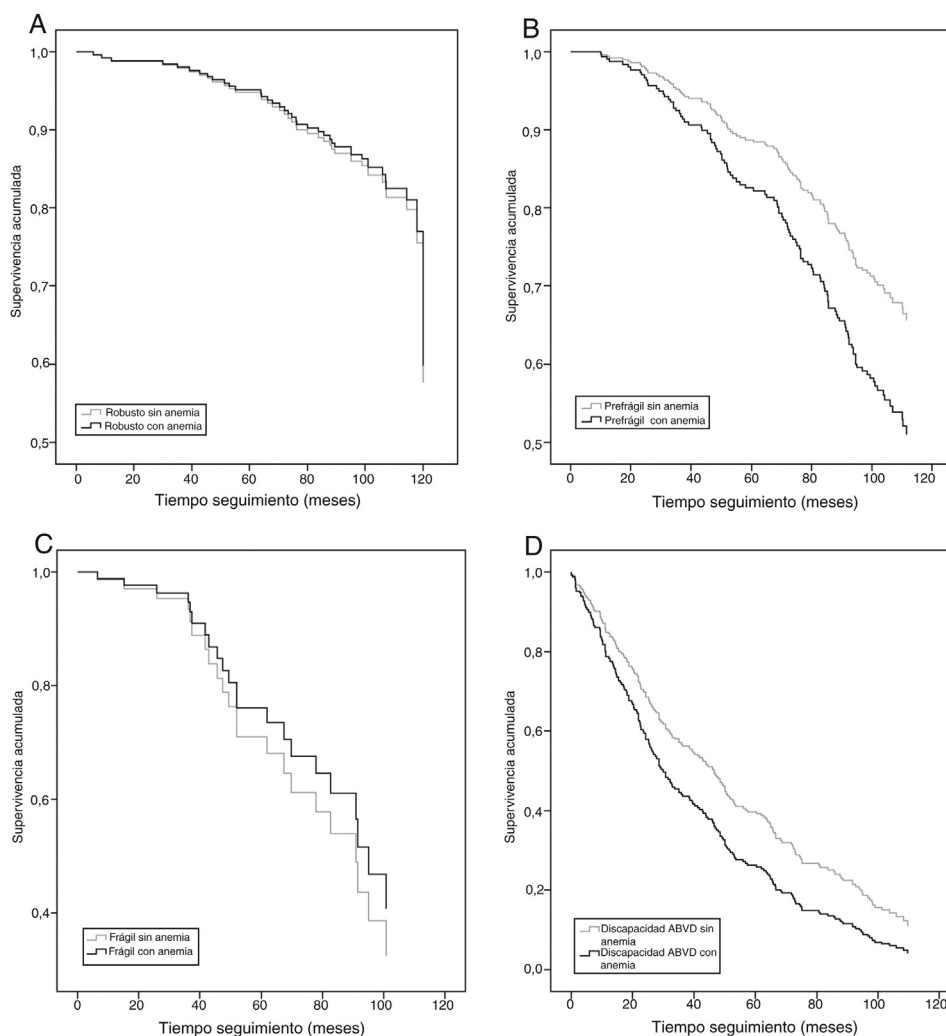 A
1,0
0,9
0,8
0,7
0,6
0,5
Supervivencia acumulada
Robusto sin anemia
Robusto con anemia
0 20 40 60 80 100 120
Tiempo seguimiento (meses)
B
1,0
0,9
0,8
0,7
0,6
0,5
Supervivencia acumulada
Prefrágil sin anemia
Prefrágil con anemia
0 20 40 60 80 100 120
Tiempo seguimiento (meses)
C
1,0
0,8
0,6
0,4
Supervivencia acumulada
Frágil sin anemia
Frágil con anemia
0 20 40 60 80 100 120
Tiempo seguimiento (meses)
D
1,0
0,8
0,6
0,4
0,2
0,0
Supervivencia acumulada
Discapacidad ABVD sin
anemia
Discapacidad ABVD con
anemia
0 20 40 60 80 100 120
Tiempo seguimiento (meses)